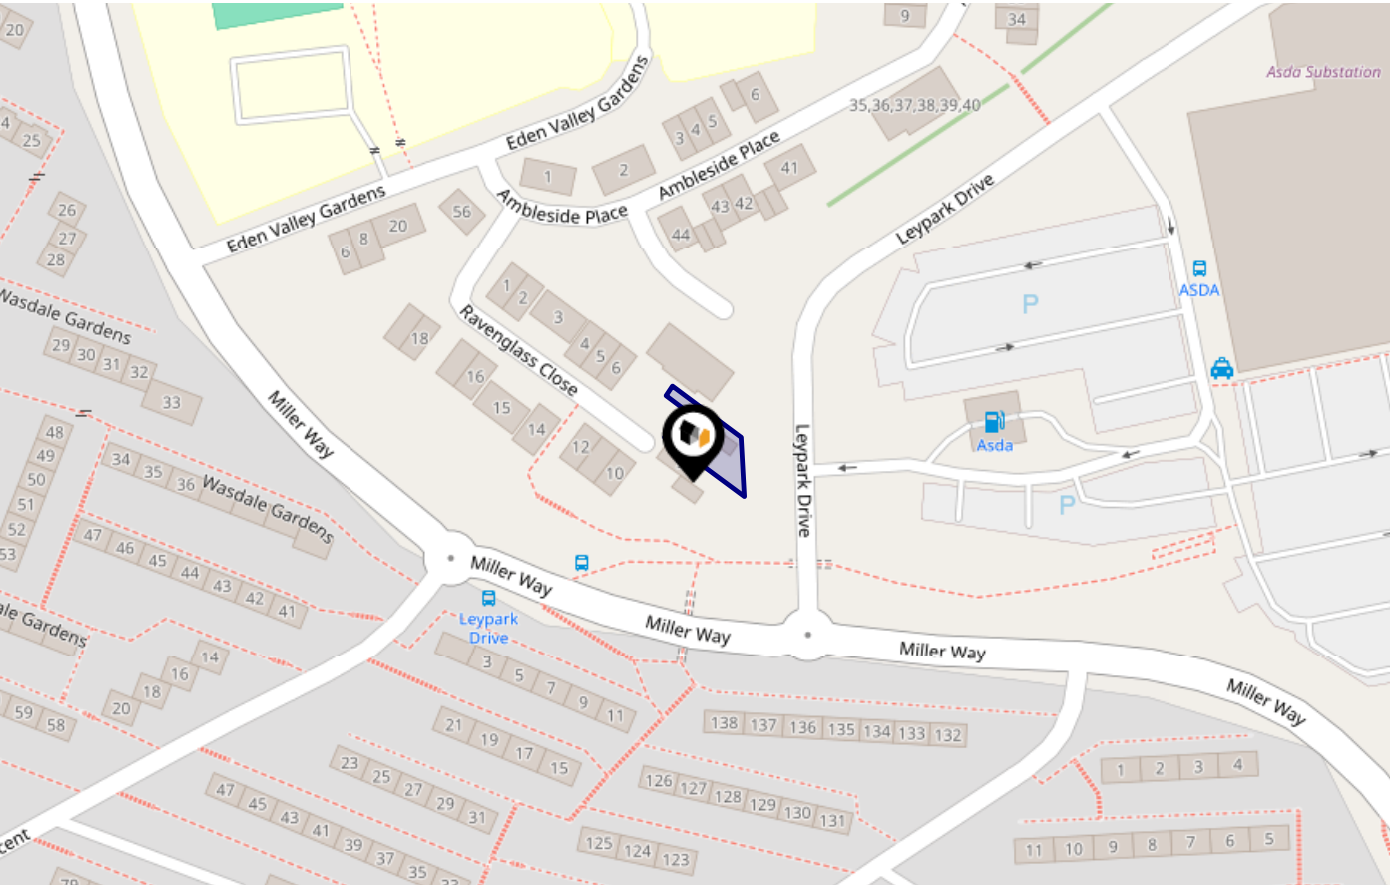 20
9
34
Asda Substation
4
25
Eden Valley Gardens
6
3 4 5
35,36,37,38,39,40
1
2
Ambleside Place
41
26
27
28
Eden Valley Gardens
6 8 20
56
Ambleside Place
43 42
44
Leypark Drive
P
ASDA
Wasdale Gardens
29 30 31 32
33
1 2
3
4 5 6
18
Ravenglass Close
16
15
14
12
10
Miller Way
Leypark Drive
Asda
P
48
49
50
51
52
53
34 35 36
Wasdale Gardens
47 46 45 44 43 42 41
Miller Way
Leypark
Drive
Miller Way
Miller Way
Miller Way
ale Gardens
14
16
18
20
59 58
3 5 7 9 11
21 19 17 15
138 137 136 135 134 133 132
23 25 27 29 31
126 127 128 129 130 131
1 2 3 4
47 45 43 41 39 37 35 33
125 124 123
11 10 9 8 7 6 5
cent
79